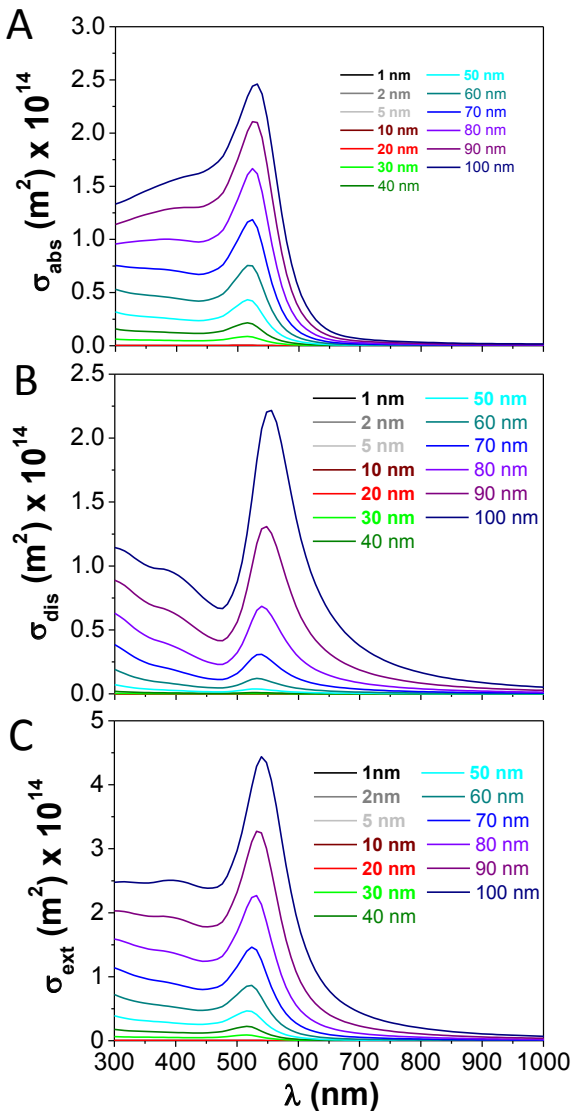 A
σabs (m²) x 10¹⁴
3.0
2.5
2.0
1.5
1.0
0.5
0.0
1 nm
2 nm
5 nm
10 nm
20 nm
30 nm
40 nm
50 nm
60 nm
70 nm
80 nm
90 nm
100 nm
B
σdis (m²) x 10¹⁴
2.5
2.0
1.5
1.0
0.5
0.0
1 nm
2 nm
5 nm
10 nm
20 nm
30 nm
40 nm
50 nm
60 nm
70 nm
80 nm
90 nm
100 nm
C
σext (m²) x 10¹⁴
5
4
3
2
1
0
1nm
2nm
5 nm
10 nm
20 nm
30 nm
40 nm
50 nm
60 nm
70 nm
80 nm
90 nm
100 nm
300 400 500 600 700 800 900 1000
λ (nm)